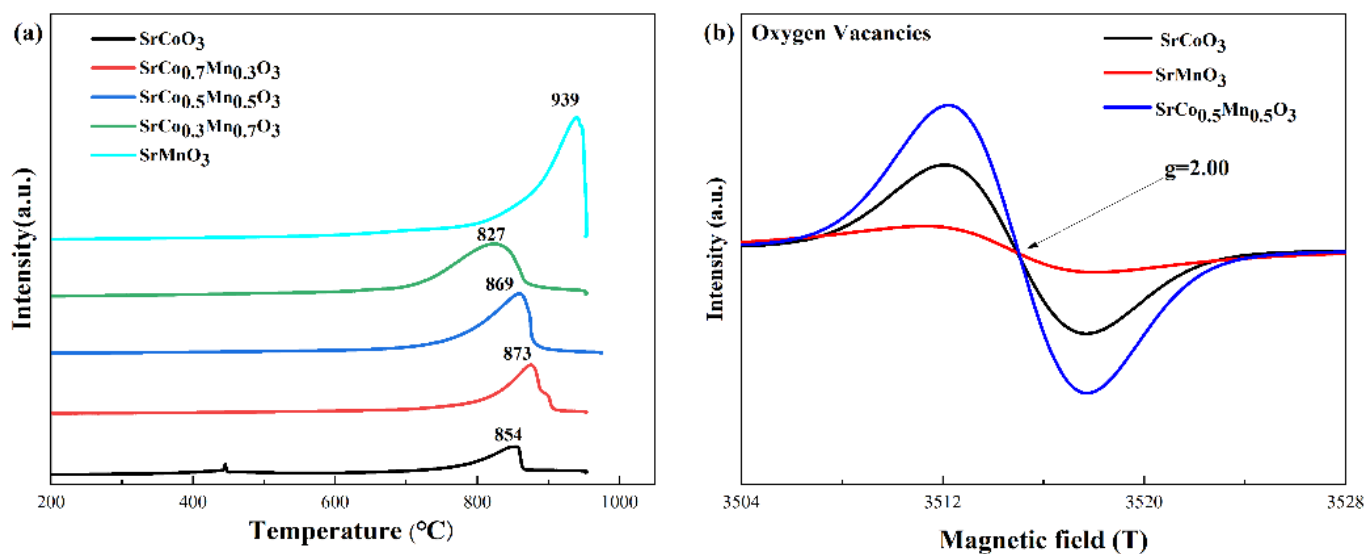 (a)
SrCoO3
SrCo0.7Mn0.3O3
SrCo0.5Mn0.5O3
SrCo0.3Mn0.7O3
SrMnO3
939
827
869
873
854
Intensity(a.u.)
200 400 600 800 1000
Temperature (°C)
(b) Oxygen Vacancies
SrCoO3
SrMnO3
SrCo0.5Mn0.5O3
g=2.00
Intensity (a.u.)
3504 3512 3520 3528
Magnetic field (T)